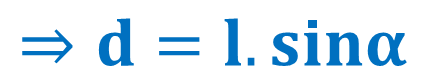 ⇒ d = l. sinα